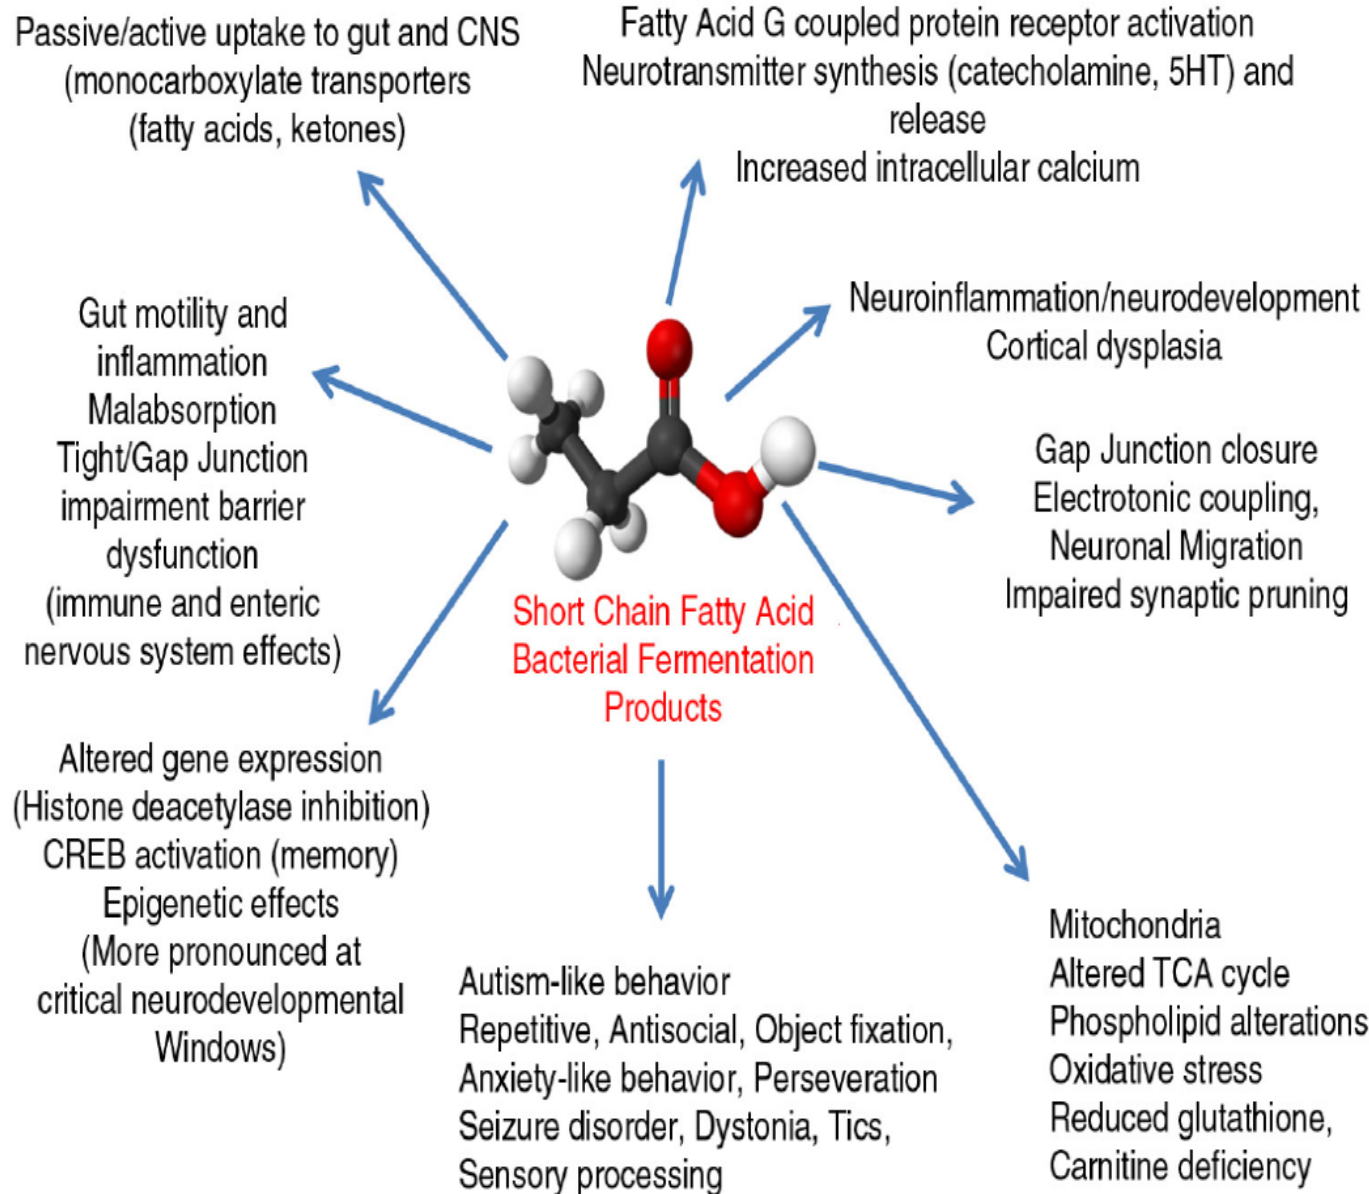 Passive/active uptake to gut and CNS
(monocarboxylate transporters
(fatty acids, ketones)
Fatty Acid G coupled protein receptor activation
Neurotransmitter synthesis (catecholamine, 5HT) and
release
Increased intracellular calcium
Neuroinflammation/neurodevelopment
Cortical dysplasia
Gut motility and
inflammation
Malabsorption
Tight/Gap Junction
impairment barrier
dysfunction
(immune and enteric
nervous system effects)
Gap Junction closure
Electrotonic coupling,
Neuronal Migration
Impaired synaptic pruning
Short Chain Fatty Acid
Bacterial Fermentation
Products
Altered gene expression
(Histone deacetylase inhibition)
CREB activation (memory)
Epigenetic effects
(More pronounced at
critical neurodevelopmental
Windows)
Autism-like behavior
Repetitive, Antisocial, Object fixation,
Anxiety-like behavior, Perseveration
Seizure disorder, Dystonia, Tics,
Sensory processing
Mitochondria
Altered TCA cycle
Phospholipid alterations
Oxidative stress
Reduced glutathione,
Carnitine deficiency